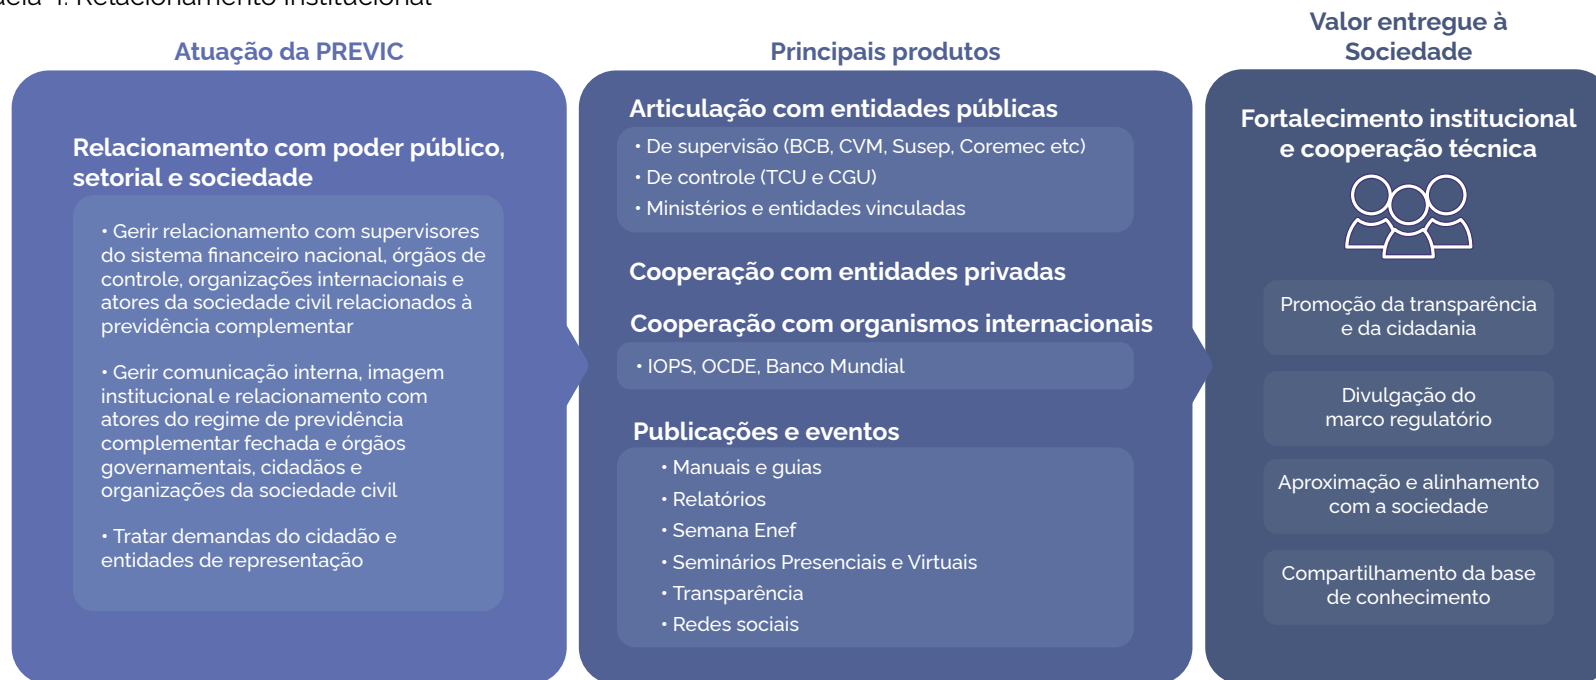 4. Relacionamento institucional
Atuação da PREVIC
Relacionamento com poder público,
setorial e sociedade
• Gerir relacionamento com supervisores
do sistema financeiro nacional, órgãos de
controle, organizações internacionais e
atores da sociedade civil relacionados à
previdência complementar
• Gerir comunicação interna, imagem
institucional e relacionamento com
atores do regime de previdência
complementar fechada e órgãos
governamentais, cidadãos e
organizações da sociedade civil
• Tratar demandas do cidadão e
entidades de representação
Principais produtos
Articulação com entidades públicas
• De supervisão (BCB, CVM, Susep, Coremec etc)
• De controle (TCU e CGU)
• Ministérios e entidades vinculadas
Cooperação com entidades privadas
Cooperação com organismos internacionais
• IOPS, OCDE, Banco Mundial
Publicações e eventos
• Manuais e guias
• Relatórios
• Semana Enef
• Seminários Presenciais e Virtuais
• Transparência
• Redes sociais
Valor entregue à
Sociedade
Fortalecimento institucional
e cooperação técnica
Promoção da transparência
e da cidadania
Divulgação do
marco regulatório
Aproximação e alinhamento
com a sociedade
Compartilhamento da base
de conhecimento